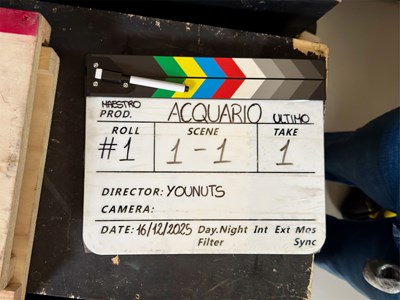 MAESTRO
PROD. ACQUARIO ULTIMO
ROLL SCENE TAKE
#1 1-1 1
DIRECTOR: YOUNUTS
CAMERA:
DATE: 16/12/2025 Day.Night Int Ext Mos
Filter Sync